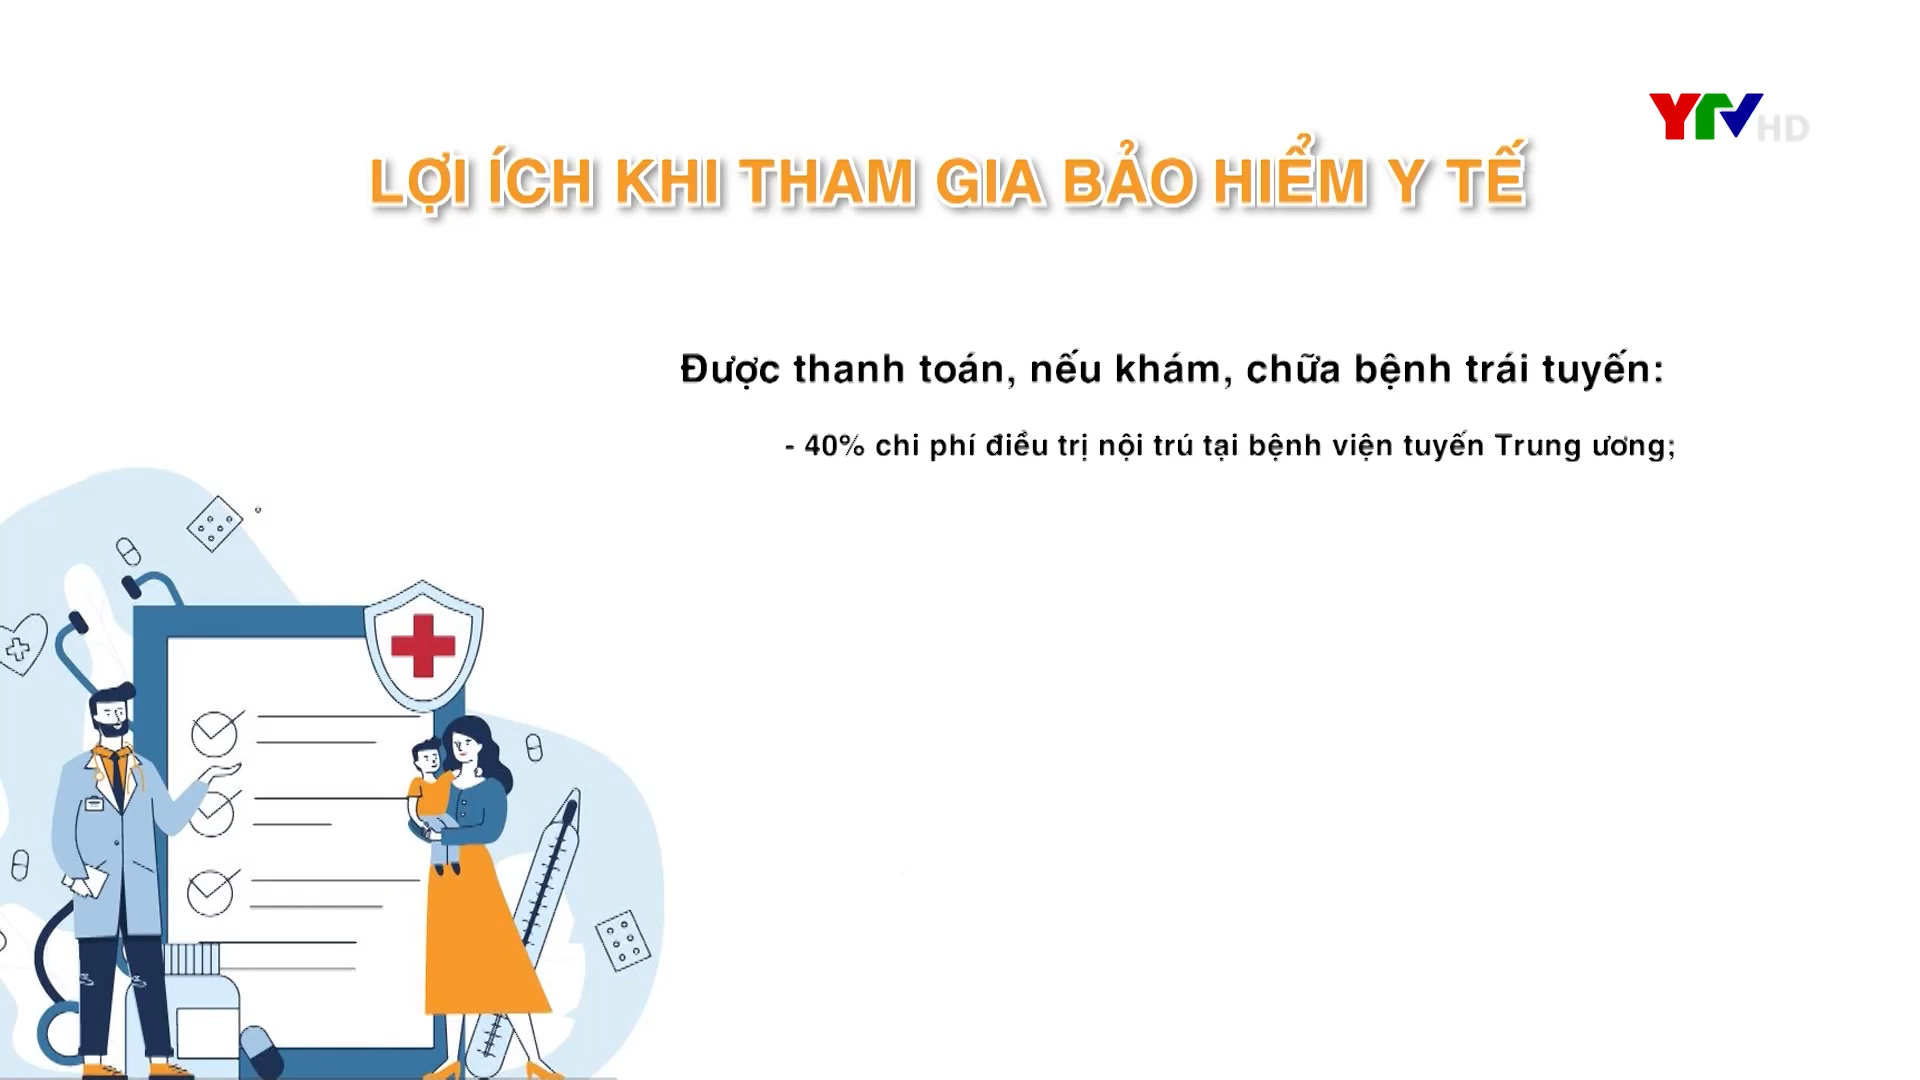 YTV HD
LỢI ÍCH KHI THAM GIA BẢO HIỂM Y TẾ
Được thanh toán, nếu khám, chữa bệnh trái tuyến:
- 40% chi phí điều trị nội trú tại bệnh viện tuyến Trung ương;